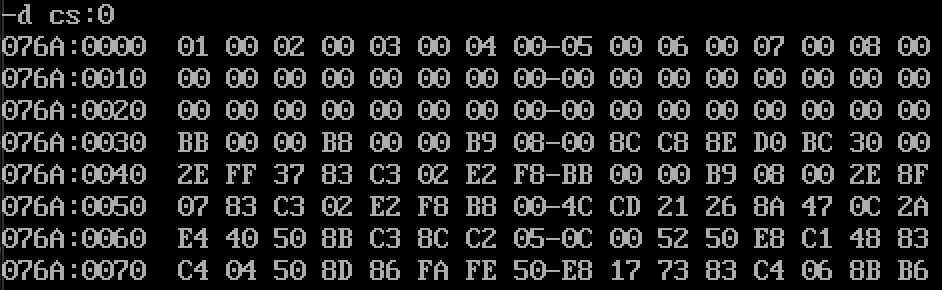 -d cs:0
076A:0000 01 00 02 00 03 00 04 00-05 00 06 00 07 00 08 00
076A:0010 00 00 00 00 00 00 00 00-00 00 00 00 00 00 00 00
076A:0020 00 00 00 00 00 00 00 00-00 00 00 00 00 00 00 00
076A:0030 BB 00 00 B8 00 00 B9 08-00 8C C8 8E D0 BC 30 00
076A:0040 2E FF 37 83 C3 02 E2 F8-BB 00 00 B9 08 00 2E 8F
076A:0050 07 83 C3 02 E2 F8 B8 00-4C CD 21 26 8A 47 0C 2A
076A:0060 E4 40 50 8B C3 8C C2 05-0C 00 52 50 E8 C1 48 83
076A:0070 C4 04 50 8D 86 FA FE 50-E8 17 73 83 C4 06 8B B6